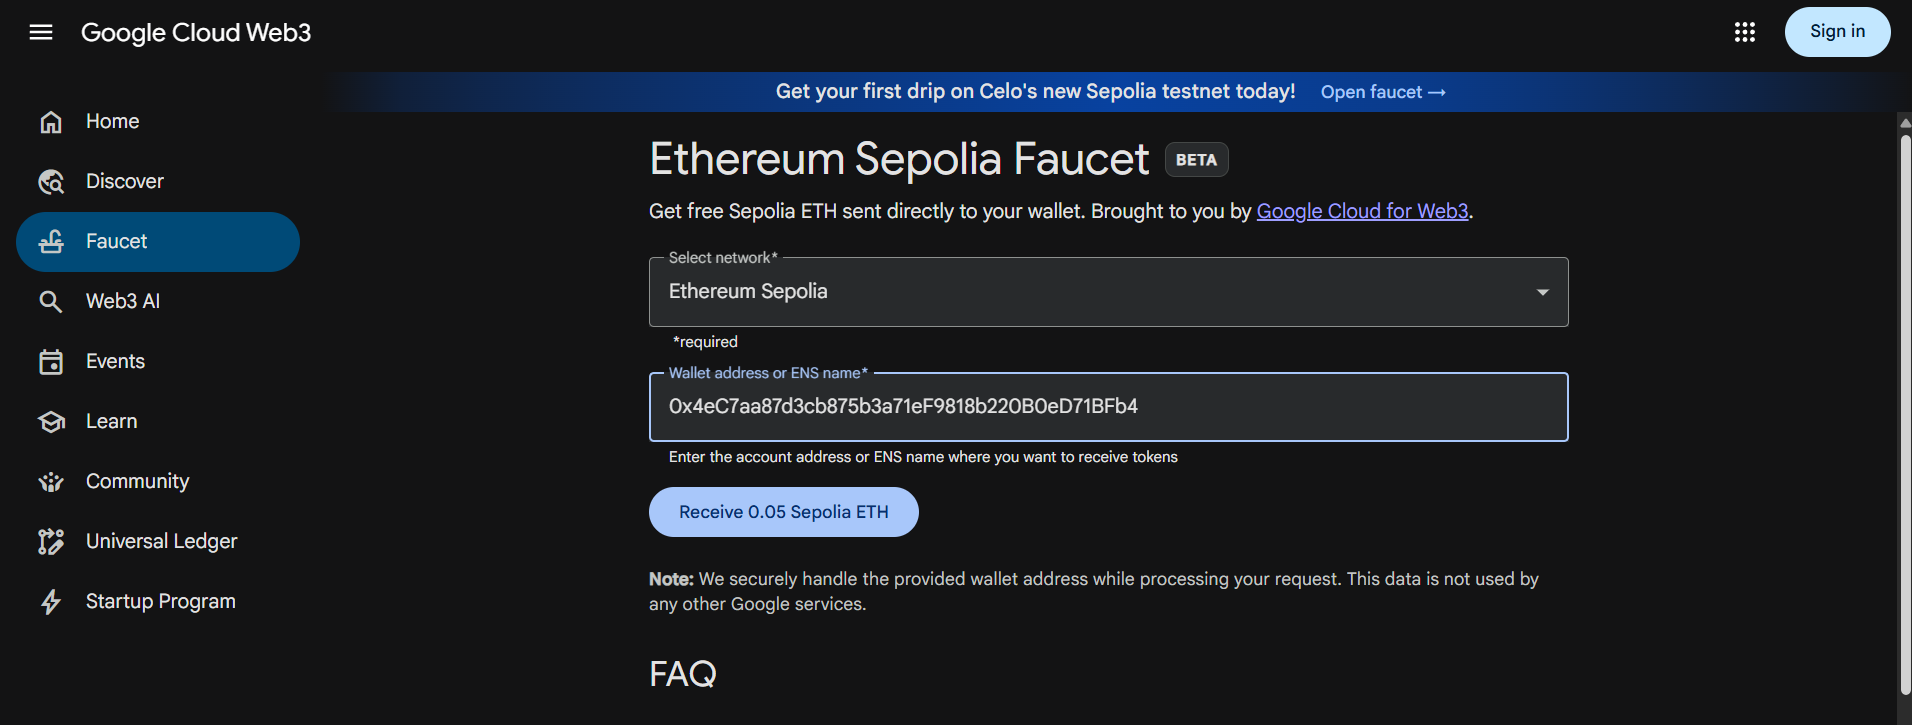 Google Cloud Web3
Sign in
Get your first drip on Celo's new Sepolia testnet today! Open faucet →
Home
Discover
Faucet
Web3 AI
Events
Learn
Community
Universal Ledger
Startup Program
Ethereum Sepolia Faucet BETA
Get free Sepolia ETH sent directly to your wallet. Brought to you by Google Cloud for Web3.
Select network*
Ethereum Sepolia
*required
Wallet address or ENS name*
0x4eC7aa87d3cb875b3a71eF9818b220B0eD71BFb4
Enter the account address or ENS name where you want to receive tokens
Receive 0.05 Sepolia ETH
Note: We securely handle the provided wallet address while processing your request. This data is not used by
any other Google services.
FAQ